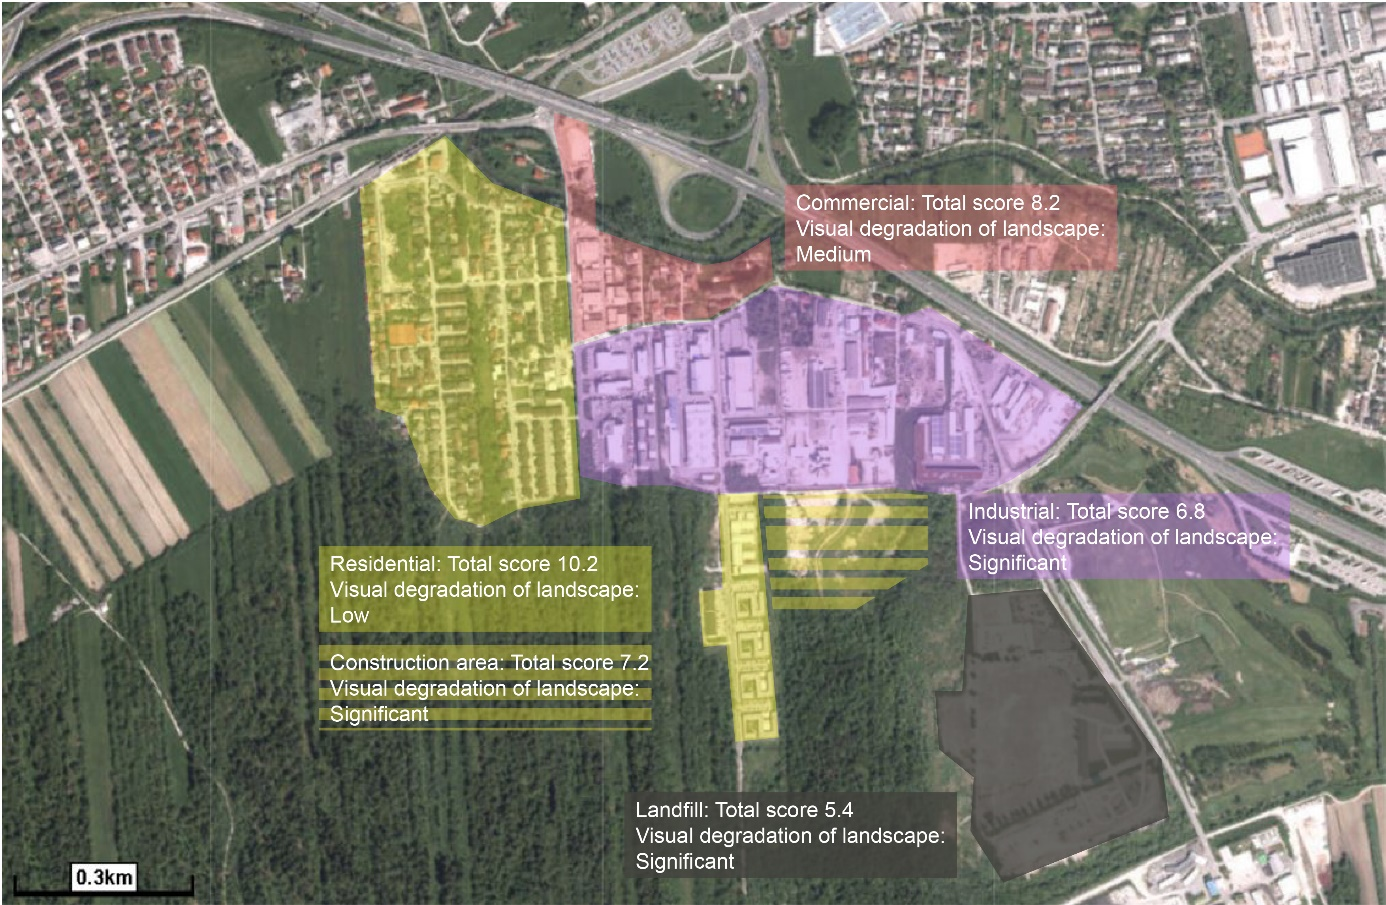 Commercial: Total score 8.2
Visual degradation of landscape:
Medium
Industrial: Total score 6.8
Visual degradation of landscape:
Significant
Residential: Total score 10.2
Visual degradation of landscape:
Low
Construction area: Total score 7.2
Visual degradation of landscape:
Significant
Landfill: Total score 5.4
Visual degradation of landscape:
Significant
0.3km